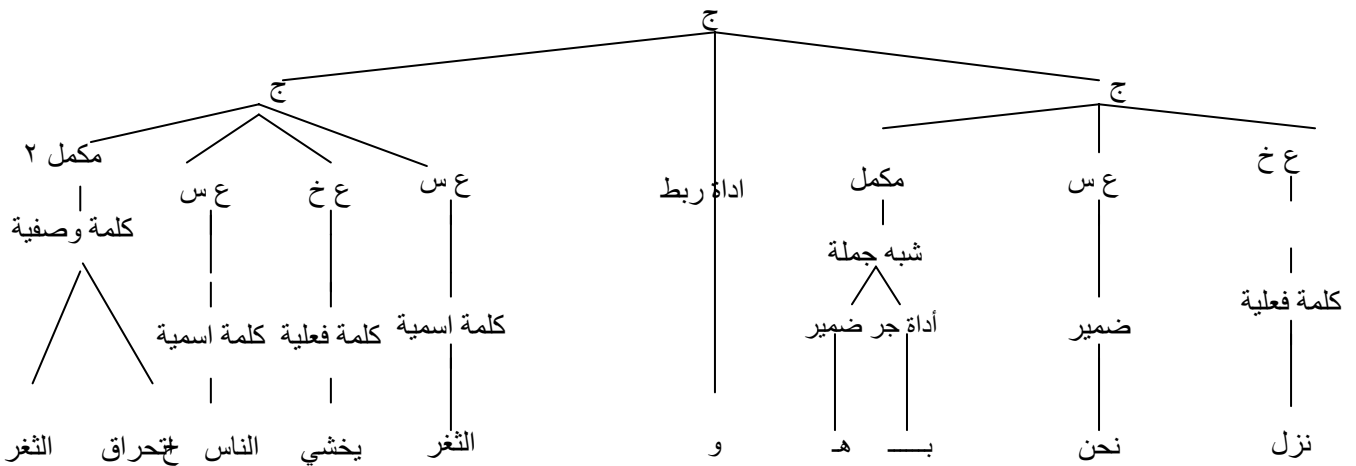 ج
ج ج
ع خ ع س مكمل اداة ربط ع س ع خ ع س مكمل ٢
شبه جملة كلمة وصفية
كلمة فعلية ضمير أداة جر ضمير كلمة اسمية كلمة فعلية كلمة اسمية
نزل نحن بـــ هـ و الثغر يخشي الناس الثغر